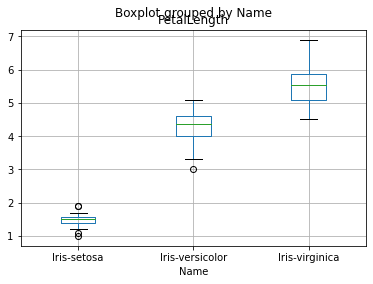 Boxplot grouped by Name
PetalLength
7
6
5
4
3
2
1
Iris-setosa Iris-versicolor Iris-virginica
Name